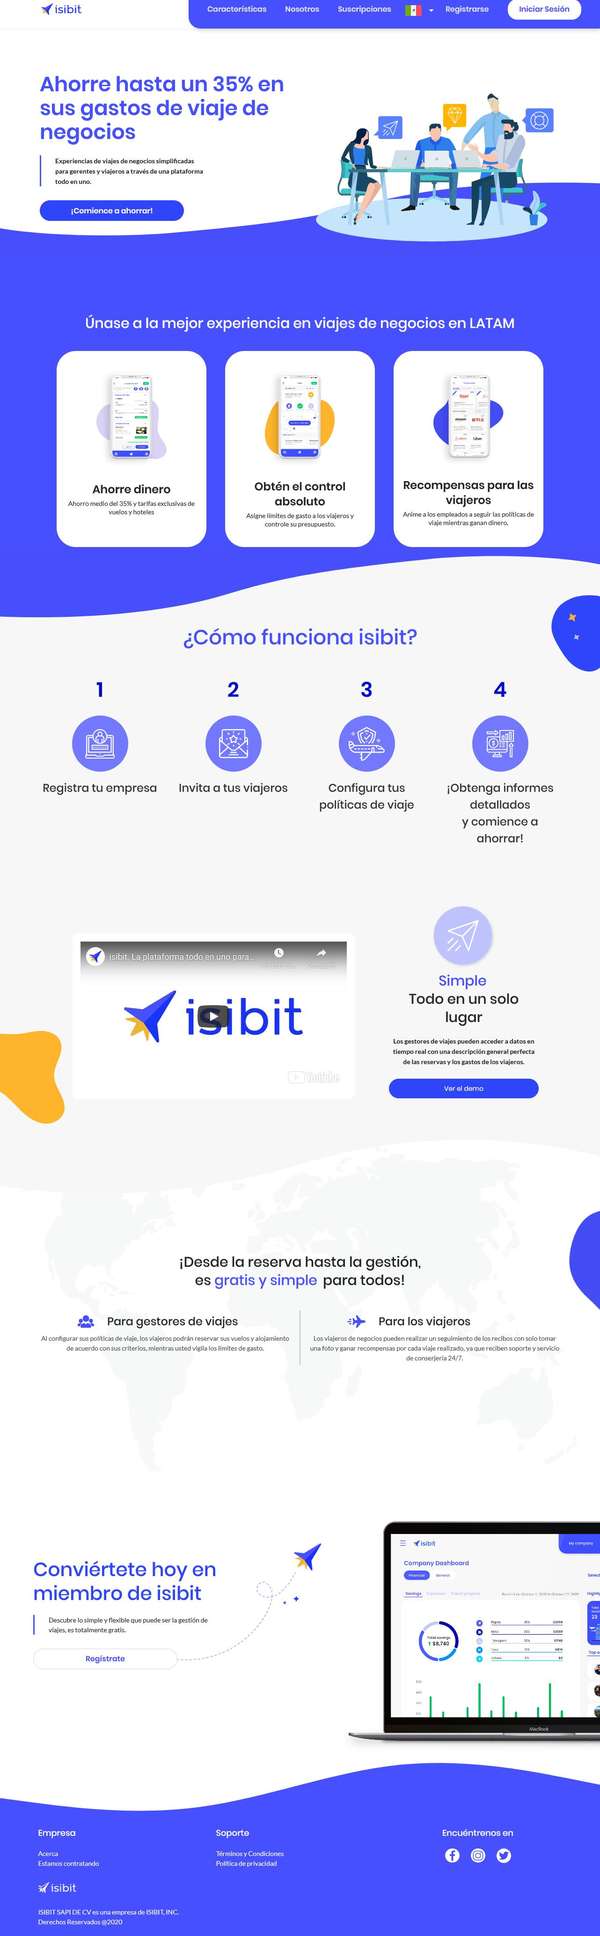 isibit
Características
Nosotros
Suscripciones
Registrarse
Iniciar Sesión
Ahorre hasta un 35% en
sus gastos de viaje de
negocios
Experiencias de viajes de negocios simplificadas
para gerentes y viajeros a través de una plataforma
todo en uno.
¡Comience a ahorrar!
Únase a la mejor experiencia en viajes de negocios en LATAM
Ahorre dinero
Ahorro medio del 35% y tarifas exclusivas de
vuelos y hoteles
Obtén el control
absoluto
Asigne límites de gasto a los viajeros y
controle su presupuesto.
Recompensas para las
viajeros
Anime a los empleados a seguir las políticas de
viaje mientras ganan dinero.
¿Cómo funciona isibit?
1
2
3
4
Registra tu empresa
Invita a tus viajeros
Configura tus
políticas de viaje
¡Obtenga informes
detallados
y comience a
ahorrar!
isibit. La plataforma todo en uno para...
isibit
YouTube
Simple
Todo en un solo
lugar
Los gestores de viajes pueden acceder a datos en
tiempo real con una descripción general perfecta
de las reservas y los gastos de los viajeros.
Ver el demo
¡Desde la reserva hasta la gestión,
es gratis y simple para todos!
Para gestores de viajes
Al configurar sus políticas de viaje, los viajeros podrán reservar sus vuelos y alojamiento
de acuerdo con sus criterios, mientras usted vigila los límites de gasto.
Para los viajeros
Los viajeros de negocios pueden realizar un seguimiento de los recibos con solo tomar
una foto y ganar recompensas por cada viaje realizado, ya que reciben soporte y servicio
de conserjería 24/7.
Conviértete hoy en
miembro de isibit
Descubre lo simple y flexible que puede ser la gestión de
viajes, es totalmente gratis.
Regístrate
isibit
My company
Company Dashboard
Financial
General
Savings
Total savings
$8,740
MacBook
Empresa
Acerca
Estamos contratando
Soporte
Términos y Condiciones
Política de privacidad
Encuéntrenos en
isibit
ISIBIT SAPI DE CV es una empresa de ISIBIT, INC.
Derechos Reservados @2020